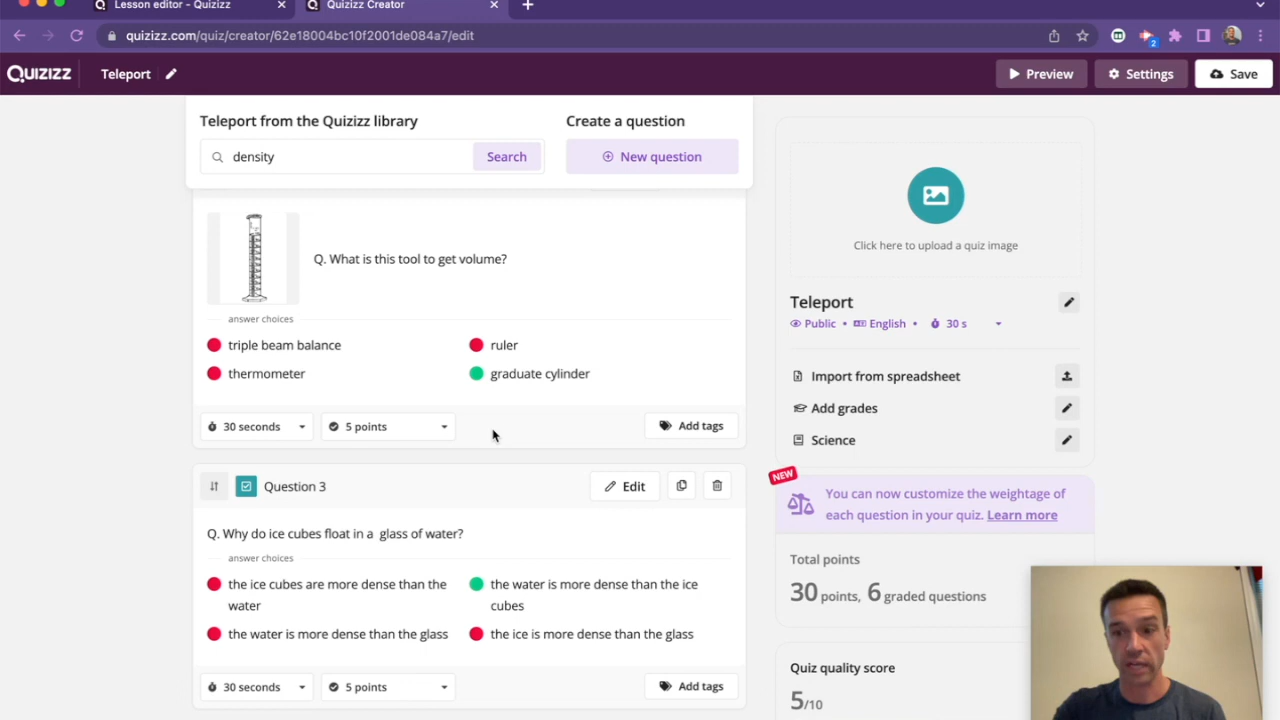 Lesson editor - Quizizz
Quizizz Creator
quizizz.com/quiz/creator/62e18004bc10f2001de084a7/edit
2
QUIZIZZ
Teleport
Preview
Settings
Save
Teleport from the Quizizz library
Create a question
density
Search
New question
Q. What is this tool to get volume?
answer choices
triple beam balance
ruler
thermometer
graduate cylinder
30 seconds
5 points
Add tags
Question 3
Edit
Q. Why do ice cubes float in a  glass of water?
answer choices
the ice cubes are more dense than the
water
the water is more dense than the ice
cubes
the water is more dense than the glass
the ice is more dense than the glass
30 seconds
5 points
Add tags
Click here to upload a quiz image
Teleport
Public • English • 30 s
Import from spreadsheet
Add grades
Science
NEW
You can now customize the weightage of
each question in your quiz. Learn more
Total points
30 points, 6 graded questions
Quiz quality score
5/10